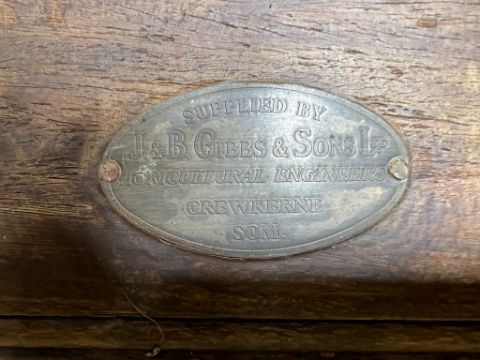 SUPPLIED BY
J & B GIBBS & SONS LTD
AGRICULTURAL ENGINEERS
CREWKERNE
SOM.